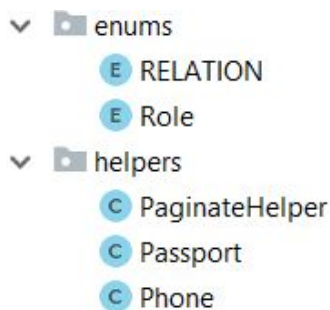 enums
E RELATION
E Role
helpers
C PaginateHelper
C Passport
C Phone